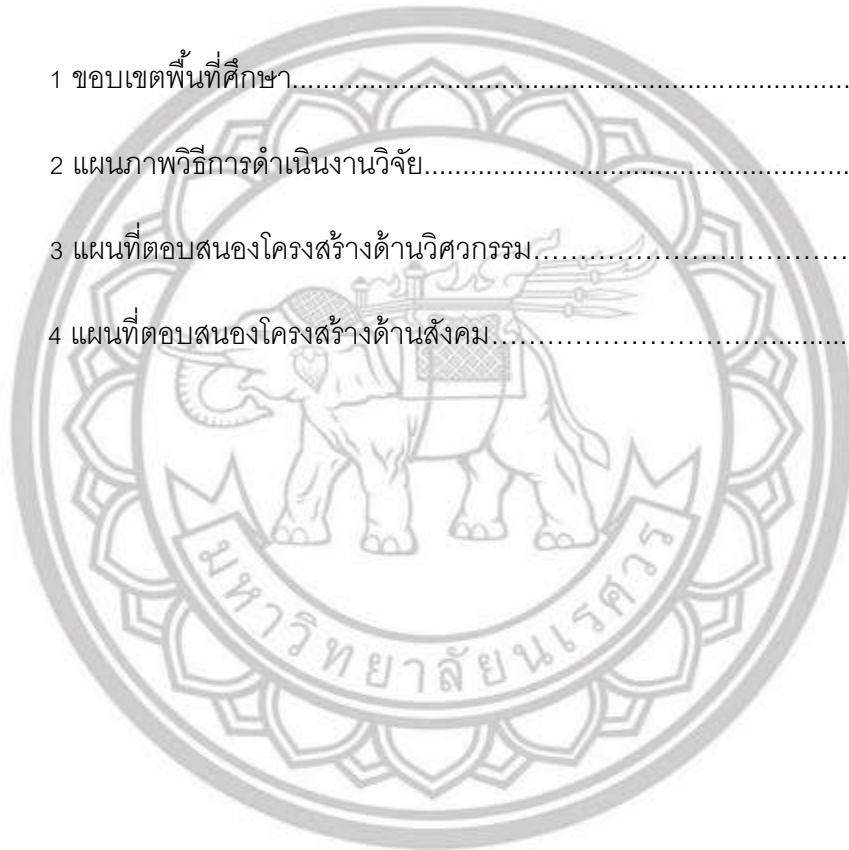 1 ขอบเขตพื้นที่ศึกษา.......................................................................
2 แผนภาพวิธีการดำเนินงานวิจัย.......................................................
3 แผนที่ตอบสนองโครงสร้างด้านวิศวกรรม……………………………
4 แผนที่ตอบสนองโครงสร้างด้านสังคม………………………...........
มหาวิทยาลัยนเรศวร